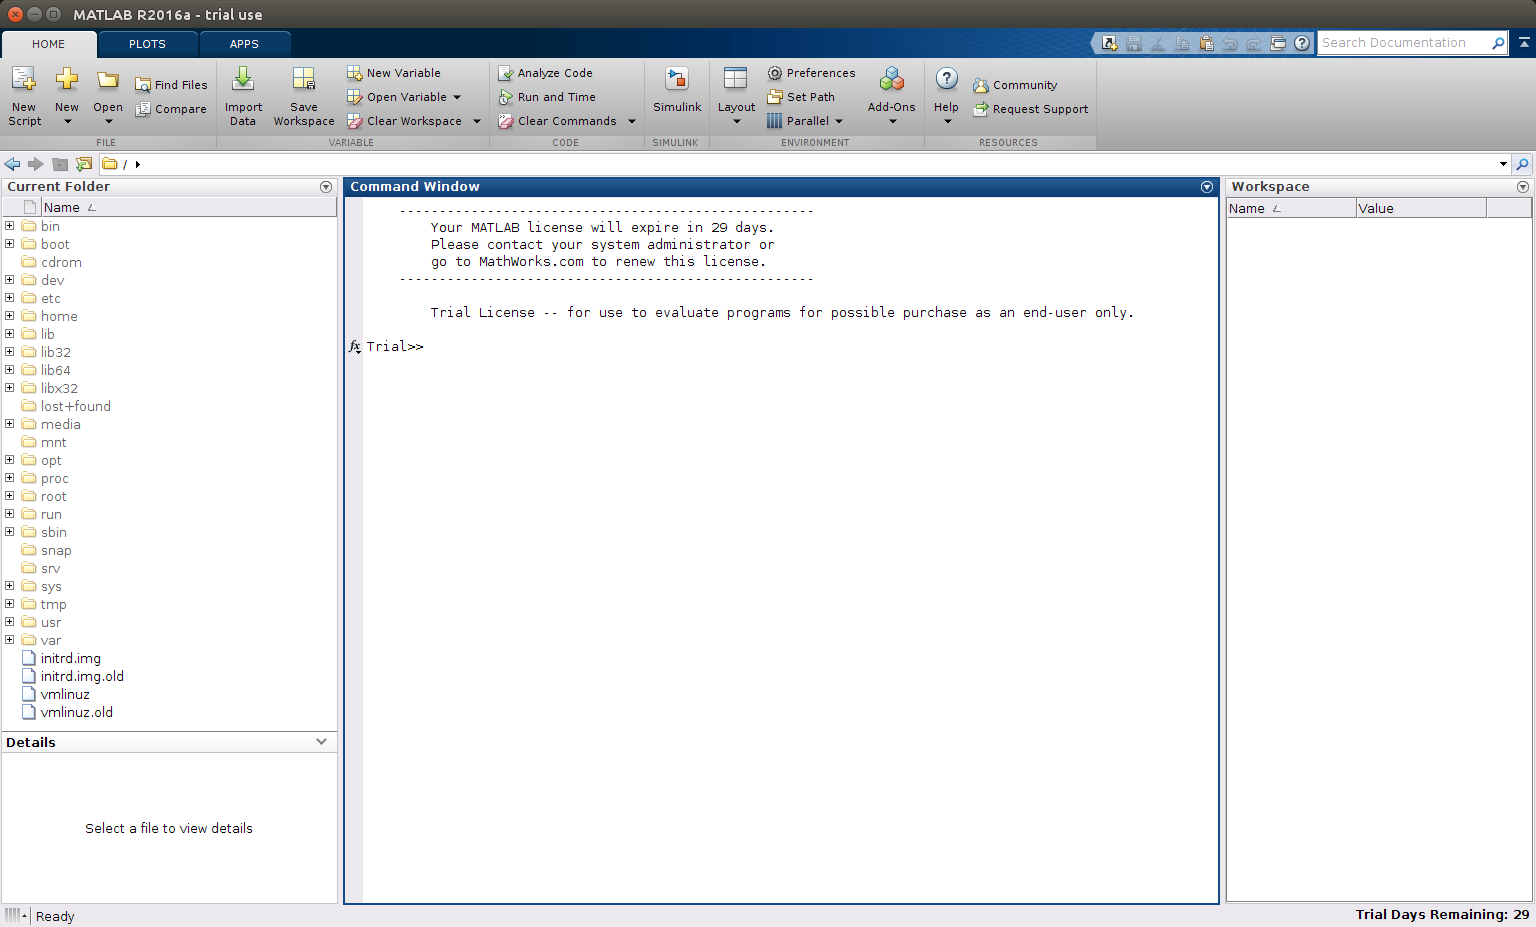 MATLAB R2016a - trial use
HOME PLOTS APPS
Search Documentation
New Script
New
Open
Find Files
Compare
FILE
Import Data
Save Workspace
New Variable
Open Variable
Clear Workspace
VARIABLE
Analyze Code
Run and Time
Clear Commands
CODE
Simulink
SIMULINK
Layout
Preferences
Set Path
Parallel
Add-Ons
ENVIRONMENT
Help
Community
Request Support
RESOURCES
/
Current Folder
Name
bin
boot
cdrom
dev
etc
home
lib
lib32
lib64
libx32
lost+found
media
mnt
opt
proc
root
run
sbin
snap
srv
sys
tmp
usr
var
initrd.img
initrd.img.old
vmlinuz
vmlinuz.old
Details
Select a file to view details
Command Window
----------------------------------------------------
Your MATLAB license will expire in 29 days.
Please contact your system administrator or
go to MathWorks.com to renew this license.
----------------------------------------------------
Trial License -- for use to evaluate programs for possible purchase as an end-user only.
fx Trial>>
Workspace
Name Value
Ready
Trial Days Remaining: 29